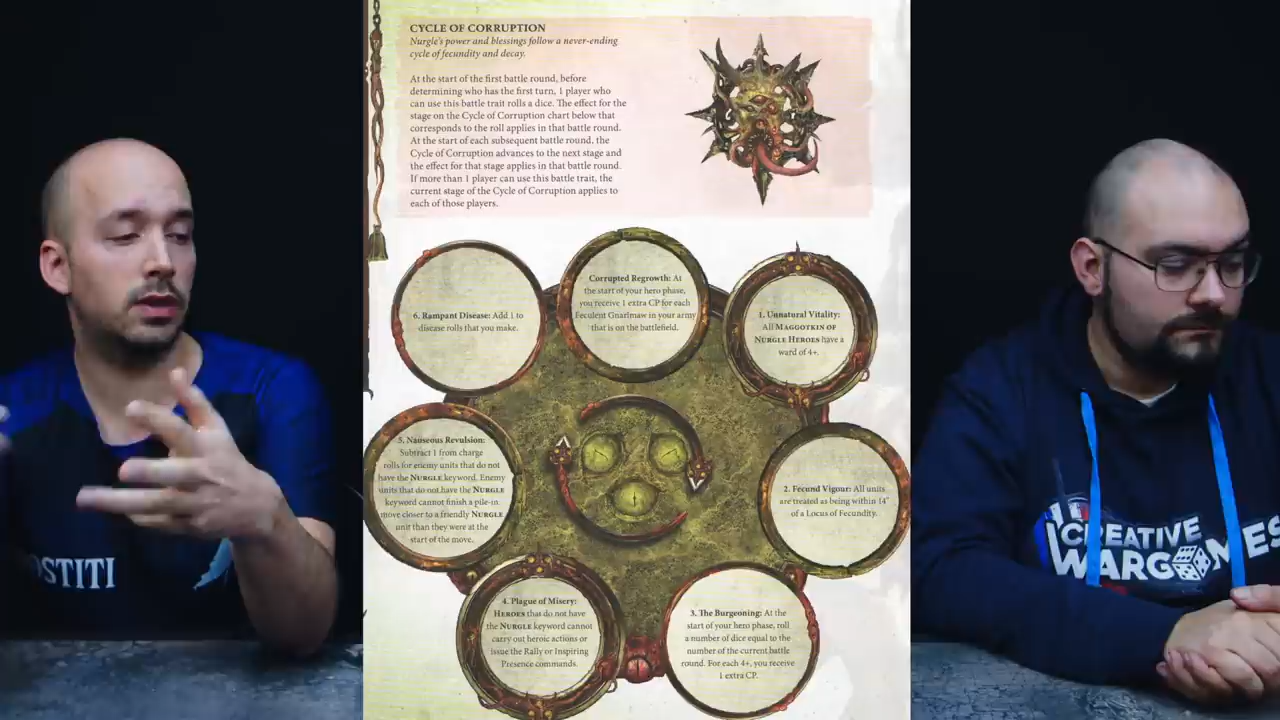 CYCLE OF CORRUPTION
Nurgle's power and blessings follow a never-ending
cycle of fecundity and decay.
At the start of the first battle round, before
determining who has the first turn, 1 player who
can use this battle trait rolls a dice. The effect for the
stage on the Cycle of Corruption chart below that
corresponds to the roll applies in that battle round.
At the start of each subsequent battle round, the
Cycle of Corruption advances to the next stage and
the effect for that stage applies in that battle round.
If more than 1 player can use this battle trait, the
current stage of the Cycle of Corruption applies to
each of those players.
Corrupted Regrowth: At
the start of your hero phase,
you receive 1 extra CP for each
Feculent Gnarlmaw in your army
that is on the battlefield.
1. Unnatural Vitality:
All MAGGOTKIN OF
NURGLE HEROES have a
ward of 4+.
2. Fecund Vigour: All units
are treated as being within 14"
of a Locus of Fecundity.
3. The Burgeoning: At the
start of your hero phase, roll
a number of dice equal to the
number of the current battle
round. For each 4+, you receive
1 extra CP.
4. Plague of Misery:
HEROES that do not have
the NURGLE keyword cannot
carry out heroic actions or
issue the Rally or Inspiring
Presence commands.
5. Nauseous Revulsion:
Subtract 1 from charge
rolls for enemy units that do not
have the NURGLE keyword. Enemy
units that do not have the NURGLE
keyword cannot finish a pile-in
move closer to a friendly NURGLE
unit than they were at the
start of the move.
6. Rampant Disease: Add 1 to
disease rolls that you make.
OSTITI
CREATIVE
WARGAMES